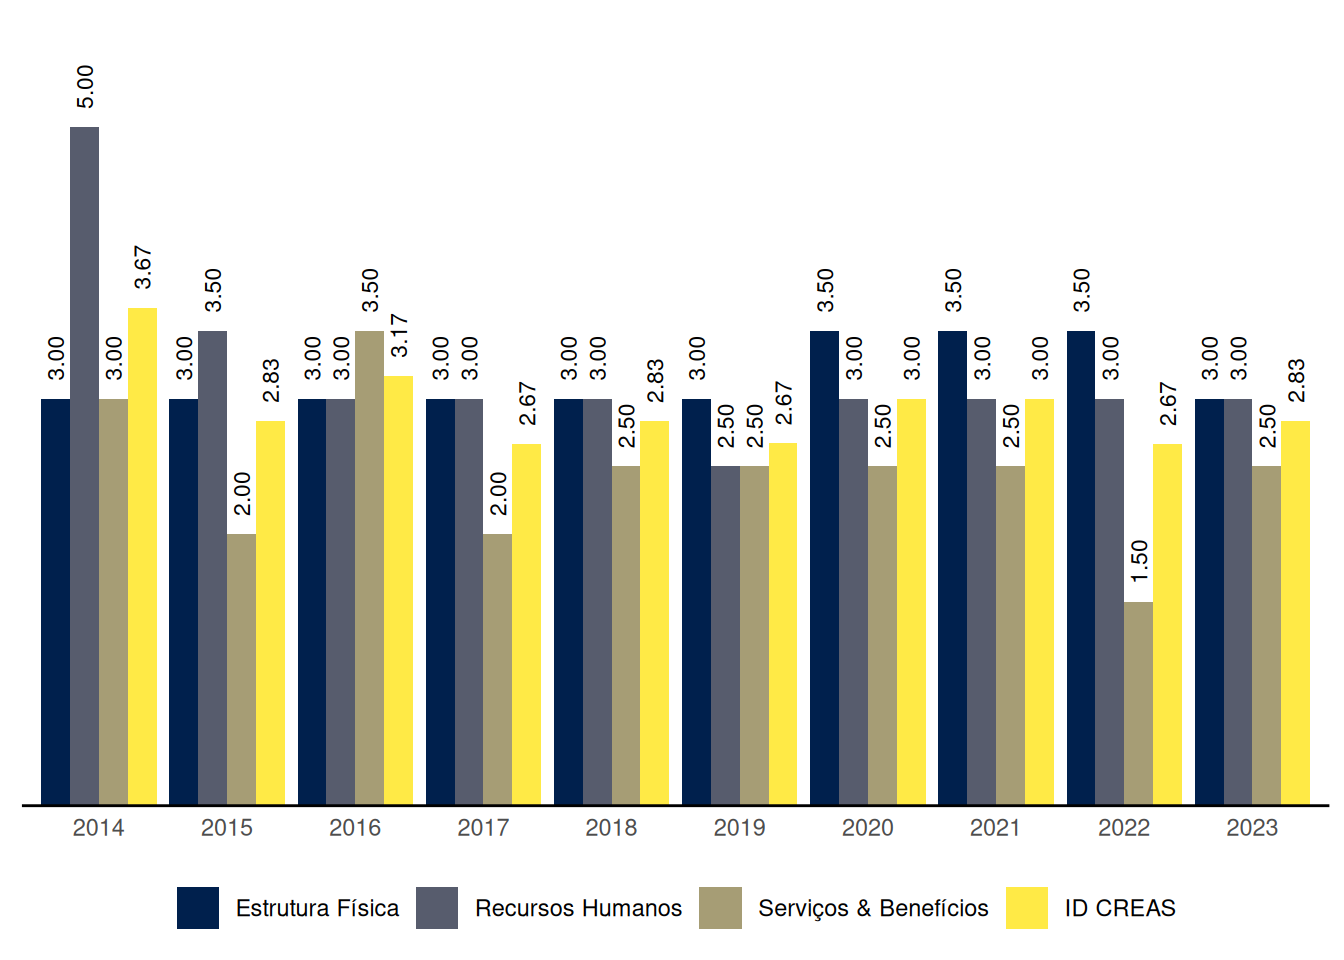 3.00 5.00 3.00 3.67
3.00 3.50 2.00 2.83
3.00 3.00 3.50 3.17
3.00 3.00 2.00 2.67
3.00 3.00 2.50 2.83
3.00 2.50 2.50 2.67
3.50 3.00 2.50 3.00
3.50 3.00 2.50 3.00
3.50 3.00 1.50 2.67
3.00 3.00 2.50 2.83
2014 2015 2016 2017 2018 2019 2020 2021 2022 2023
Estrutura Física Recursos Humanos Serviços & Benefícios ID CREAS